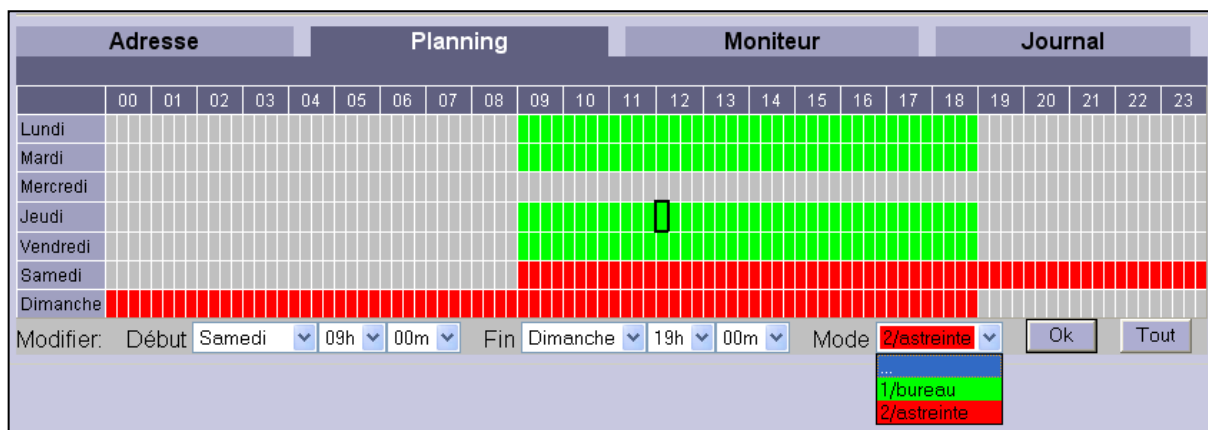 Adresse Planning Moniteur Journal
00 01 02 03 04 05 06 07 08 09 10 11 12 13 14 15 16 17 18 19 20 21 22 23
Lundi
Mardi
Mercredi
Jeudi
Vendredi
Samedi
Dimanche
Modifier: Début Samedi 09h 00m Fin Dimanche 19h 00m Mode 2/astreinte Ok Tout
...
1/bureau
2/astreinte